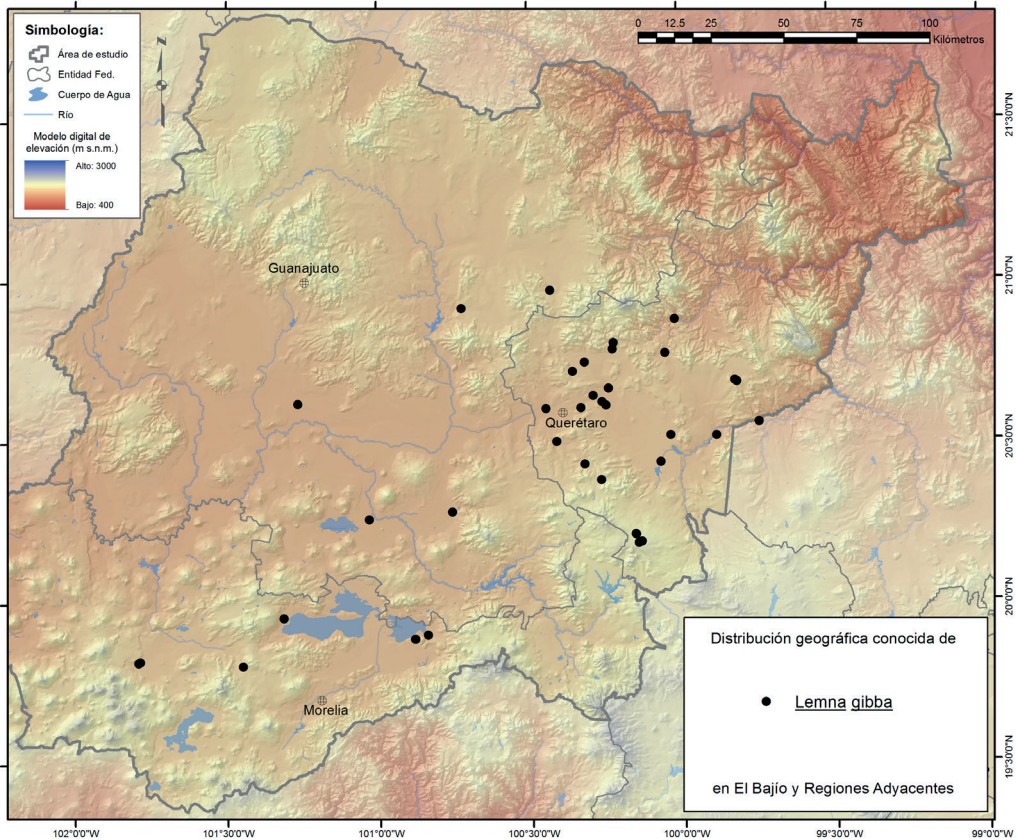 Simbología:
Área de estudio
Entidad Fed.
Cuerpo de Agua
Río
Modelo digital de
elevación (m s.n.m.)
Alto: 3000
Bajo: 400
N
0 12.5 25 50 75 100
Kilómetros
Guanajuato
Querétaro
Morelia
21°30'0"N
21°0'0"N
20°30'0"N
20°0'0"N
19°30'0"N
Distribución geográfica conocida de
Lemna gibba
en El Bajío y Regiones Adyacentes
102°0'0"W 101°30'0"W 101°0'0"W 100°30'0"W 100°0'0"W 99°30'0"W 99°0'0"W